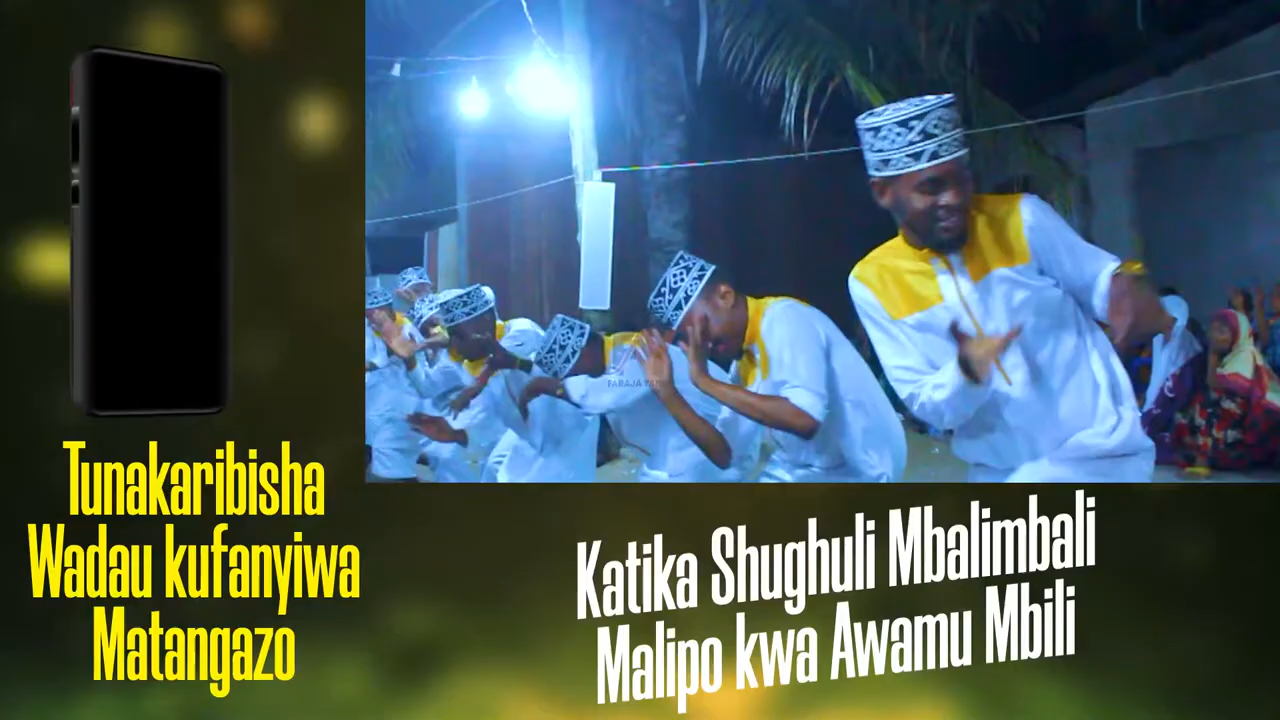 Tunakaribisha
Wadau kufanyiwa
Matangazo
Katika Shughuli Mbalimbali
Malipo kwa Awamu Mbili